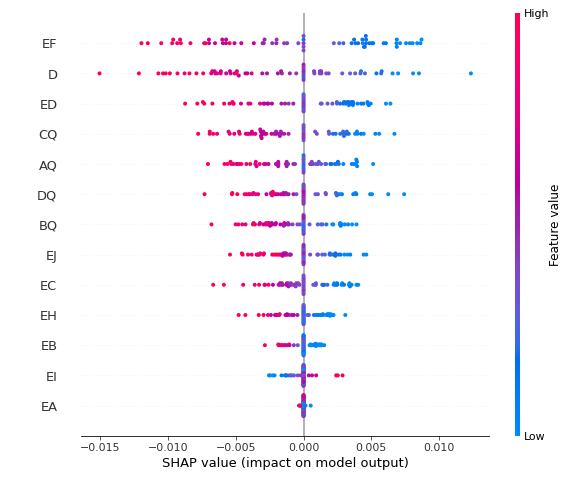 High
EF
D
ED
CQ
AQ
DQ
BQ
EJ
EC
EH
EB
EI
EA
Feature value
Low
−0.015 −0.010 −0.005 0.000 0.005 0.010
SHAP value (impact on model output)